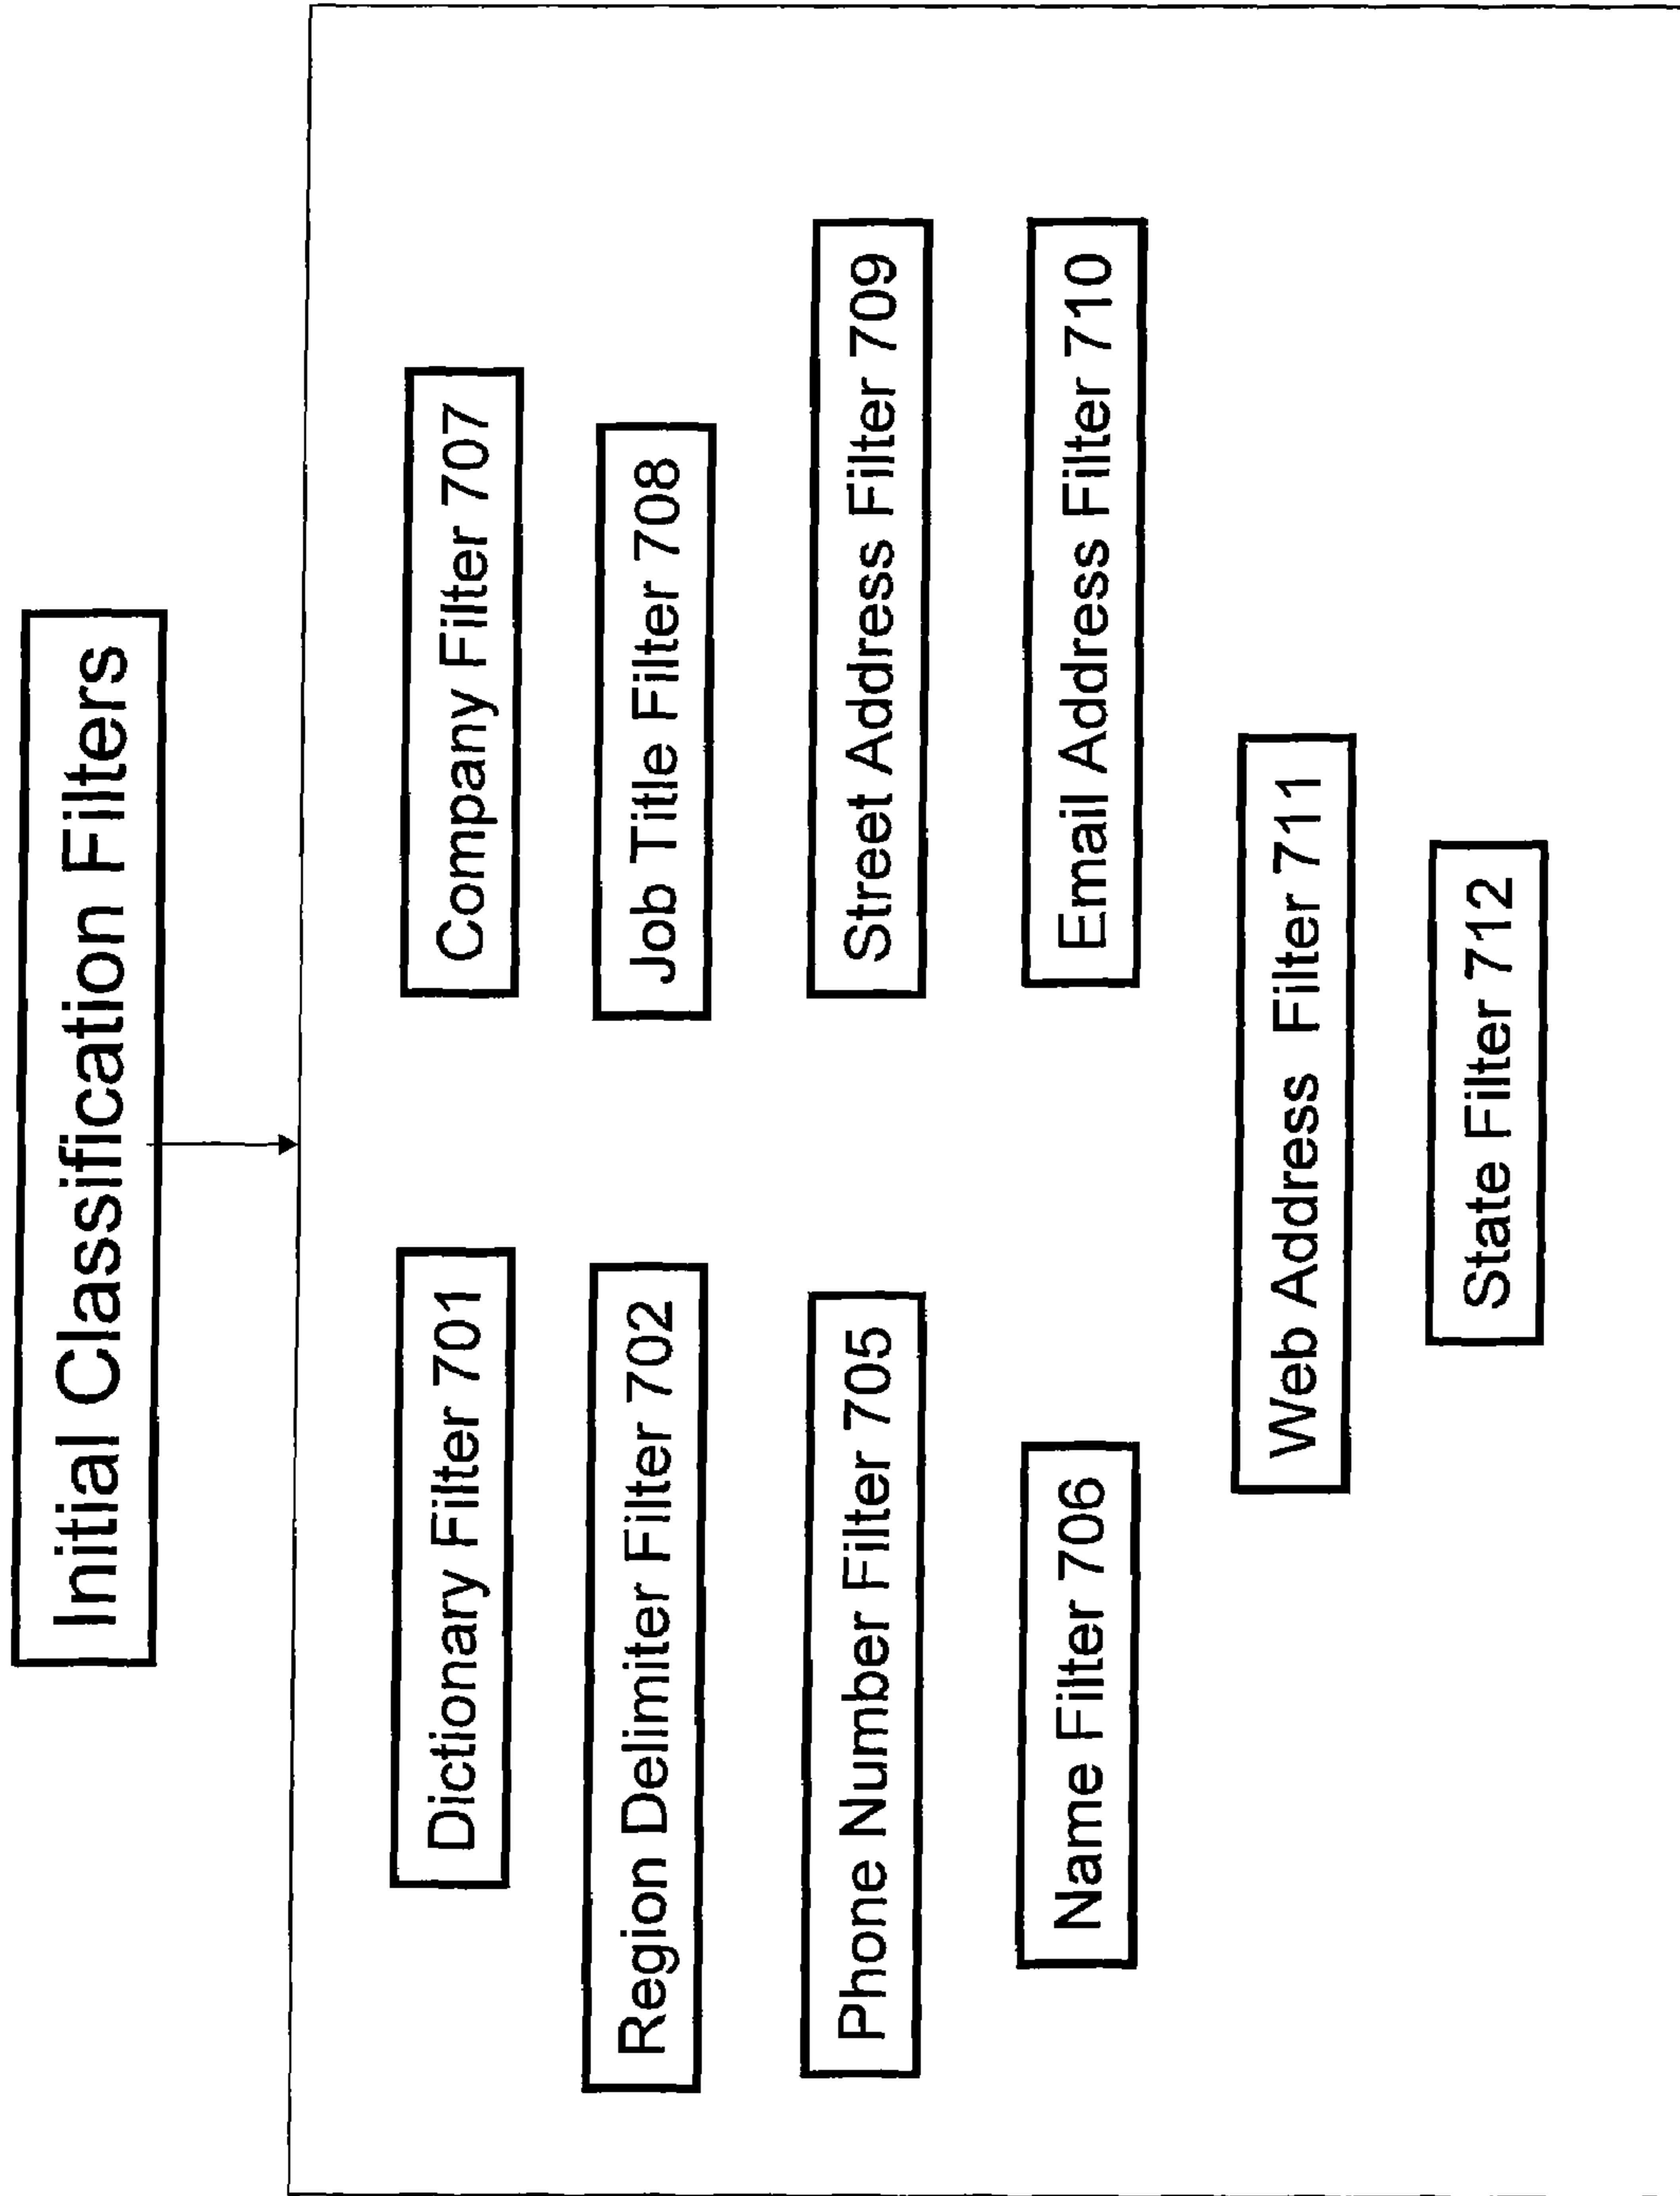 Initial Classification Filters
Dictionary Filter 701
Region Delimiter Filter 702
Phone Number Filter 705
Name Filter 706
Company Filter 707
Job Title Filter 708
Street Address Filter 709
Email Address Filter 710
Web Address  Filter 711
State Filter 712